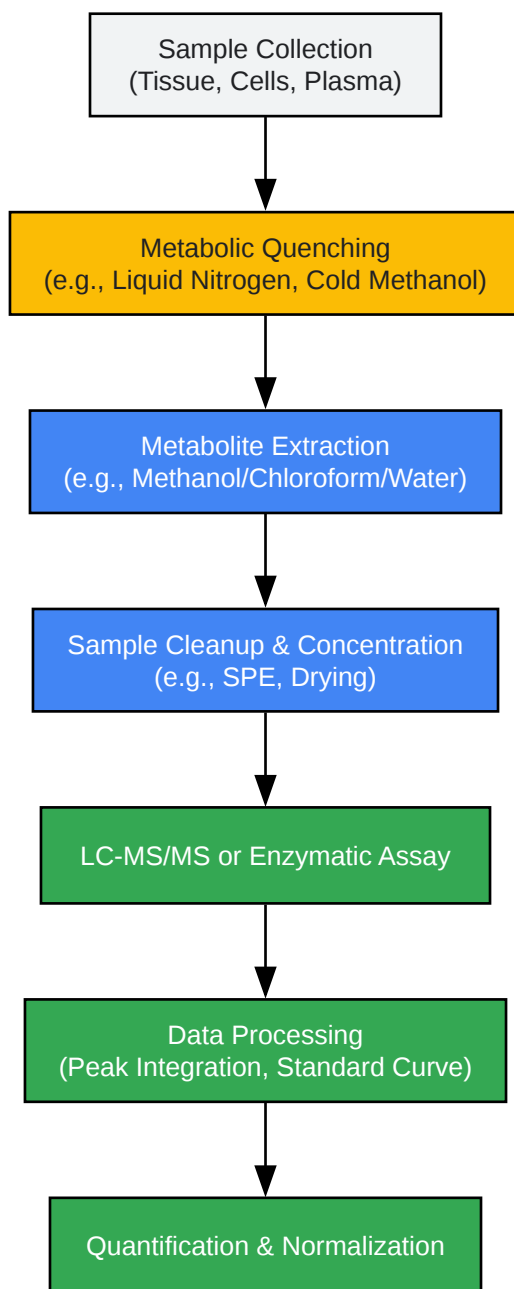 Sample Collection
(Tissue, Cells, Plasma)
Metabolic Quenching
(e.g., Liquid Nitrogen, Cold Methanol)
Metabolite Extraction
(e.g., Methanol/Chloroform/Water)
Sample Cleanup & Concentration
(e.g., SPE, Drying)
LC-MS/MS or Enzymatic Assay
Data Processing
(Peak Integration, Standard Curve)
Quantification & Normalization